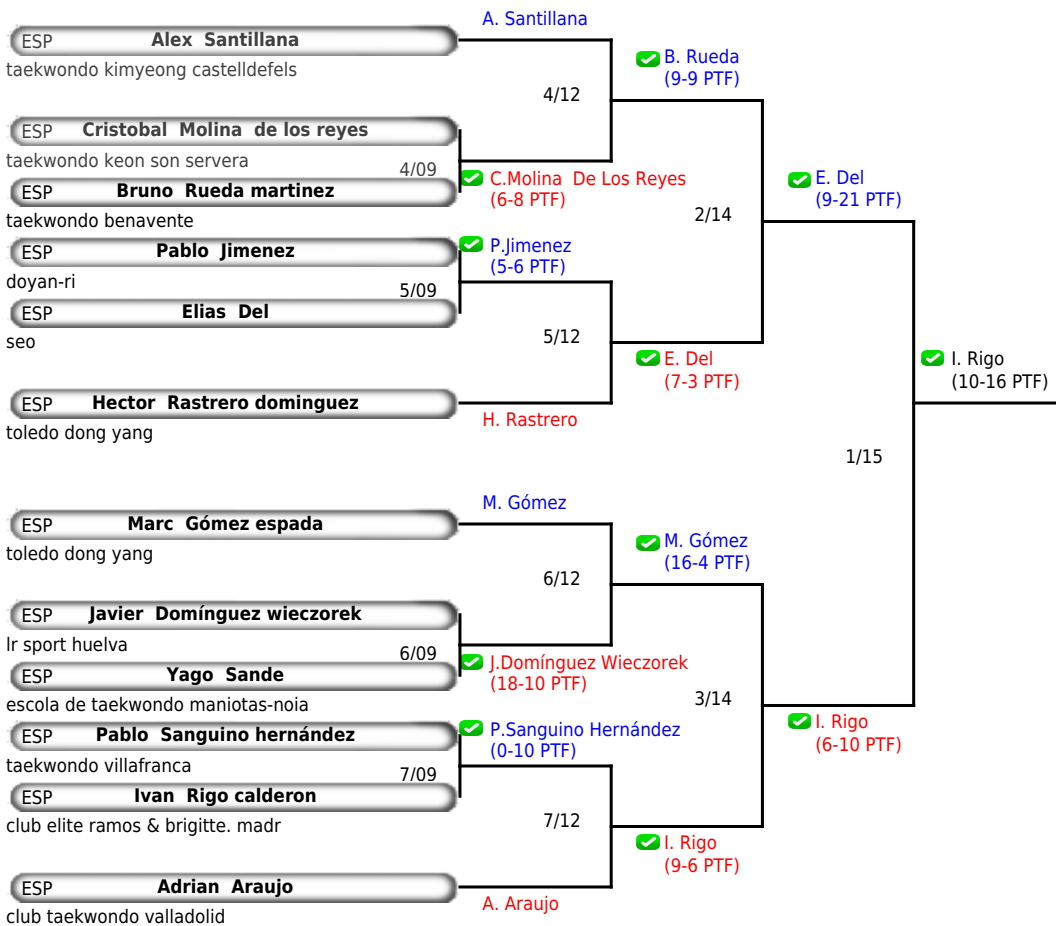 A. Santillana
ESP Alex Santillana
taekwondo kimyeong castelldefels
4/12
B. Rueda
(9-9 PTF)
ESP Cristobal Molina de los reyes
taekwondo keon son servera
4/09
C.Molina De Los Reyes
(6-8 PTF)
ESP Bruno Rueda martinez
taekwondo benavente
2/14
E. Del
(9-21 PTF)
ESP Pablo Jimenez
doyan-ri
P.Jimenez
(5-6 PTF)
5/09
ESP Elias Del
seo
5/12
E. Del
(7-3 PTF)
I. Rigo
(10-16 PTF)
ESP Hector Rastrero dominguez
toledo dong yang
H. Rastrero
1/15
M. Gómez
ESP Marc Gómez espada
toledo dong yang
6/12
M. Gómez
(16-4 PTF)
ESP Javier Domínguez wieczorek
lr sport huelva
6/09
J.Domínguez Wieczorek
(18-10 PTF)
ESP Yago Sande
escola de taekwondo maniotas-noia
3/14
I. Rigo
(6-10 PTF)
ESP Pablo Sanguino hernández
taekwondo villafranca
P.Sanguino Hernández
(0-10 PTF)
7/09
ESP Ivan Rigo calderon
club elite ramos & brigitte. madr
7/12
I. Rigo
(9-6 PTF)
ESP Adrian Araujo
club taekwondo valladolid
A. Araujo